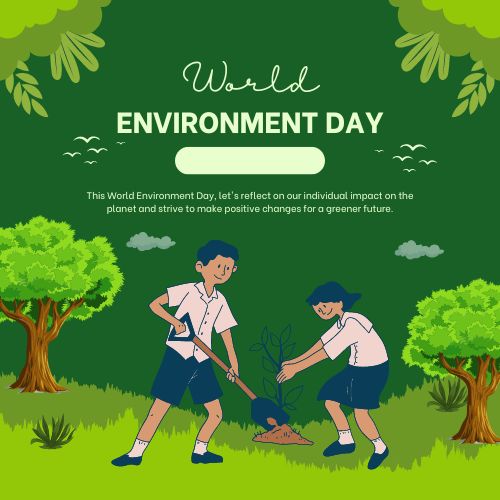 World
ENVIRONMENT DAY
This World Environment Day, let's reflect on our individual impact on the
planet and strive to make positive changes for a greener future.